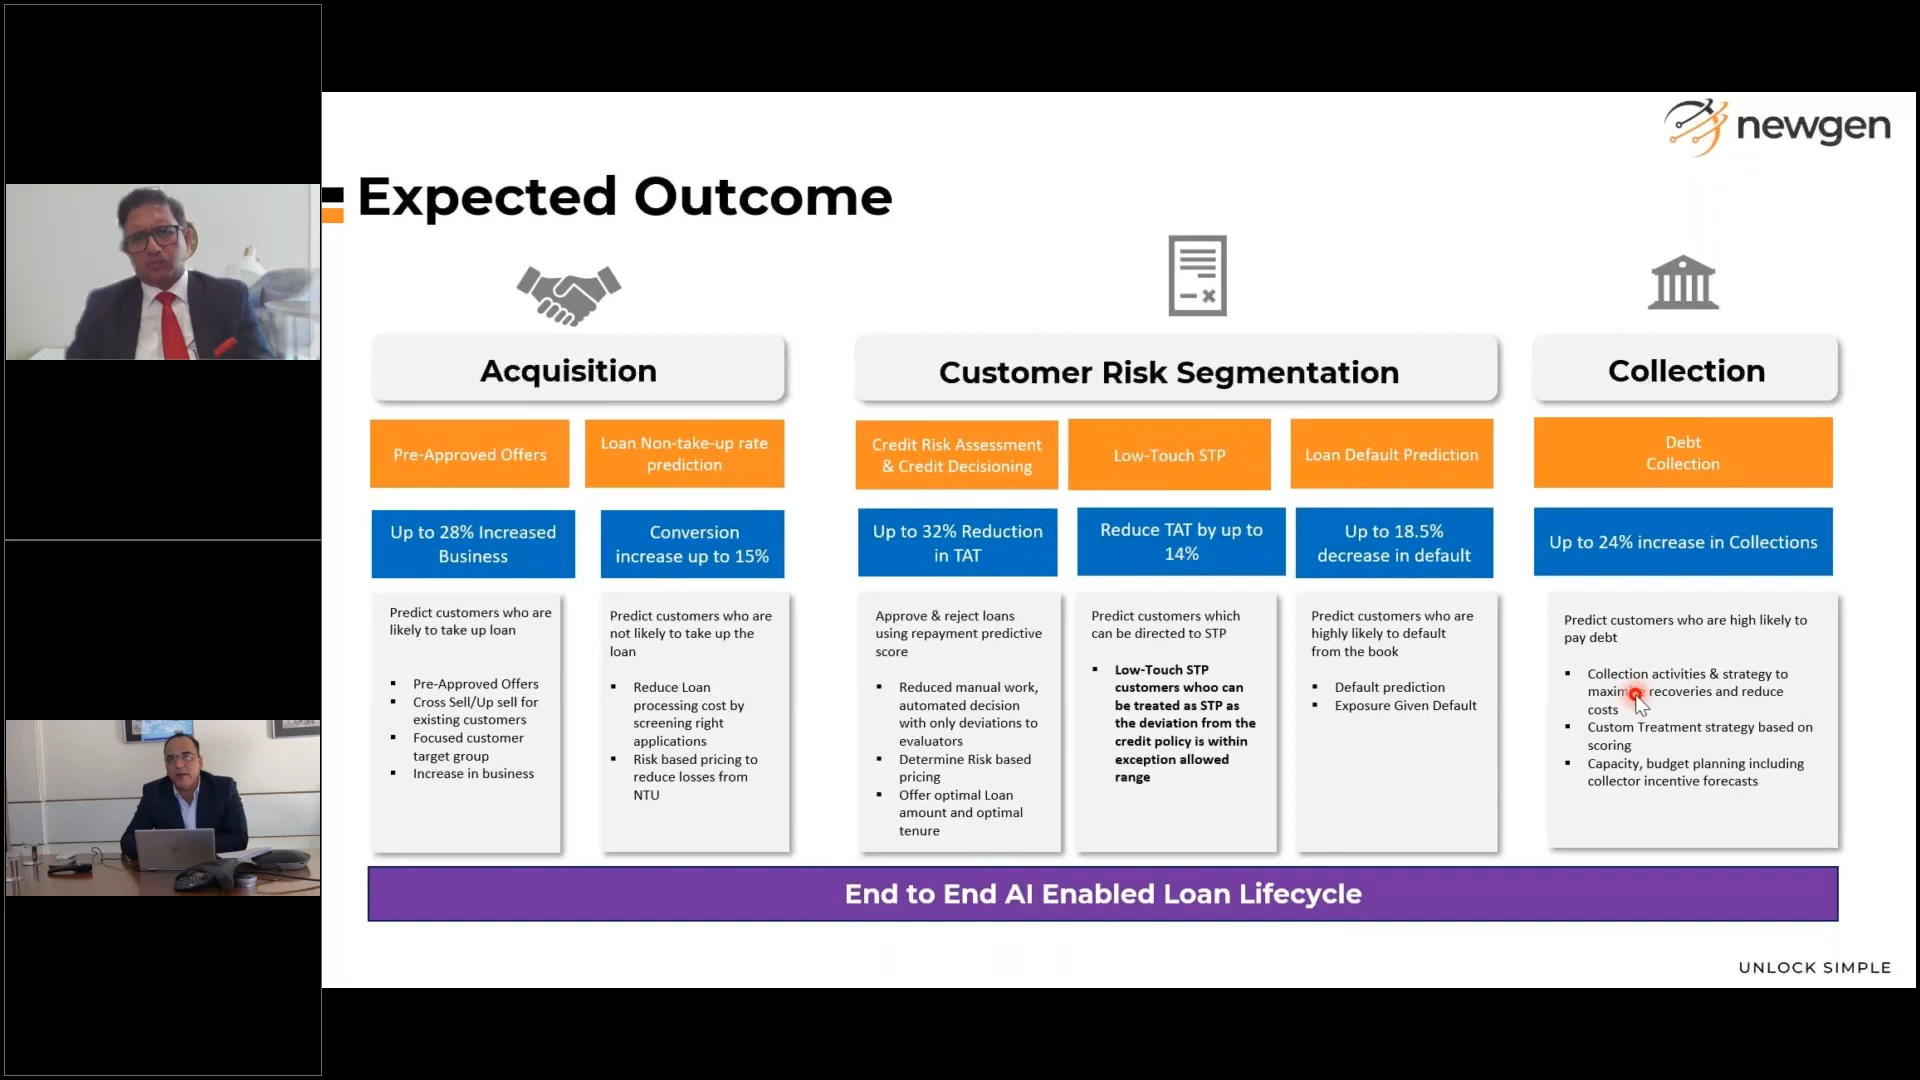 newgen
Expected Outcome
Acquisition
Pre-Approved Offers
Up to 28% Increased
Business
Predict customers who are
likely to take up loan
▪ Pre-Approved Offers
▪ Cross Sell/Up sell for
existing customers
▪ Focused customer
target group
▪ Increase in business
Loan Non-take-up rate
prediction
Conversion
increase up to 15%
Predict customers who are
not likely to take up the
loan
▪ Reduce Loan
processing cost by
screening right
applications
▪ Risk based pricing to
reduce losses from
NTU
Customer Risk Segmentation
Credit Risk Assessment
& Credit Decisioning
Up to 32% Reduction
in TAT
Approve & reject loans
using repayment predictive
score
▪ Reduced manual work,
automated decision
with only deviations to
evaluators
▪ Determine Risk based
pricing
▪ Offer optimal Loan
amount and optimal
tenure
Low-Touch STP
Reduce TAT by up to
14%
Predict customers which
can be directed to STP
▪ Low-Touch STP
customers whoo can
be treated as STP as
the deviation from the
credit policy is within
exception allowed
range
Loan Default Prediction
Up to 18.5%
decrease in default
Predict customers who are
highly likely to default
from the book
▪ Default prediction
▪ Exposure Given Default
Collection
Debt
Collection
Up to 24% increase in Collections
Predict customers who are high likely to
pay debt
▪ Collection activities & strategy to
maximize recoveries and reduce
costs
▪ Custom Treatment strategy based on
scoring
▪ Capacity, budget planning including
collector incentive forecasts
End to End AI Enabled Loan Lifecycle
UNLOCK SIMPLE